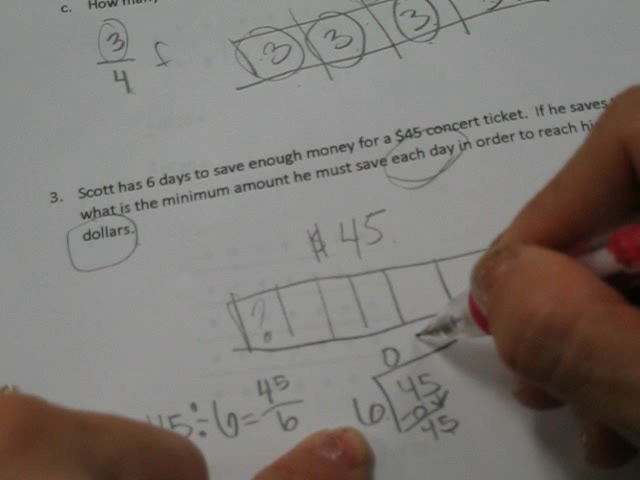 c. How many
3
4
3 3 3
3. Scott has 6 days to save enough money for a $45 concert ticket. If he saves
what is the minimum amount he must save each day in order to reach hi
dollars.
$45.
?
45 ÷ 6 = 45
6
0
6 45
-0
45